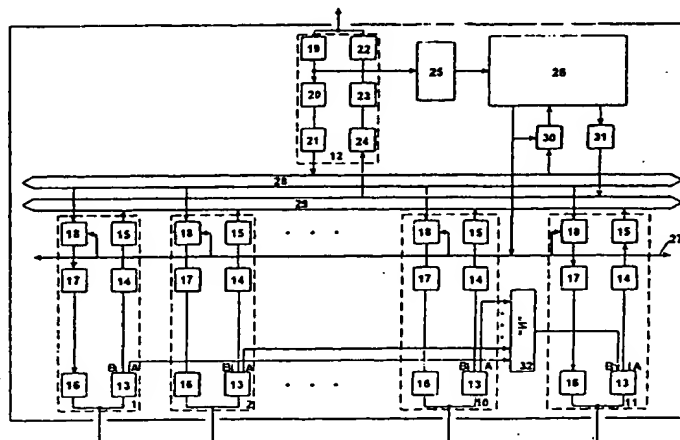 19 22
20 23 25 26
21 24 30 31
12
28
29
18 15 18 15 . . . 18 15 18 15
27
17 14 17 14 17 14 17 14
"И"
32
B A B A B A B A
16 13 16 13 . . . 16 13 16 13
1 2 10 11